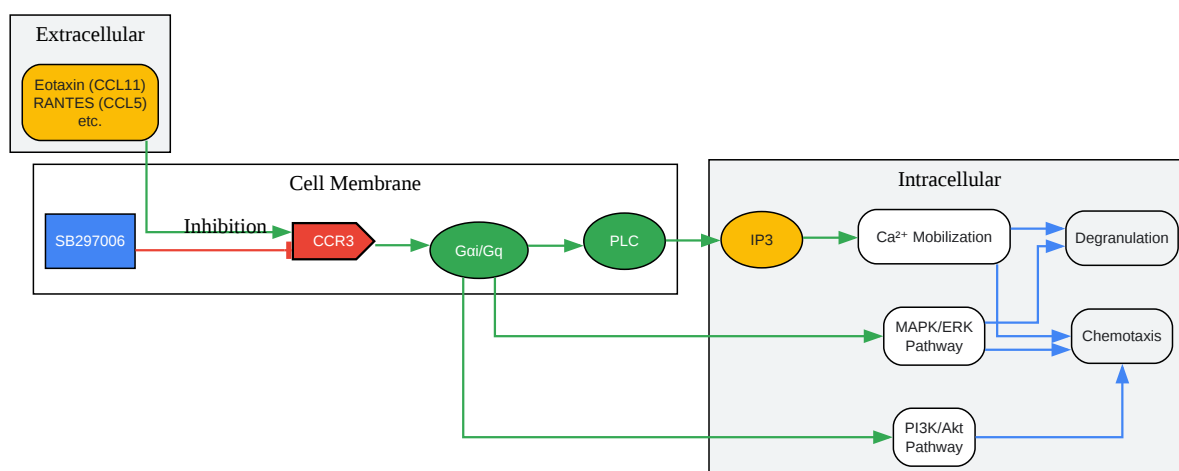 Extracellular
Eotaxin (CCL11)
RANTES (CCL5)
etc.
Cell Membrane
SB297006
Inhibition
CCR3
Gαi/Gq
PLC
Intracellular
IP3
Ca²⁺ Mobilization
Degranulation
MAPK/ERK
Pathway
Chemotaxis
PI3K/Akt
Pathway